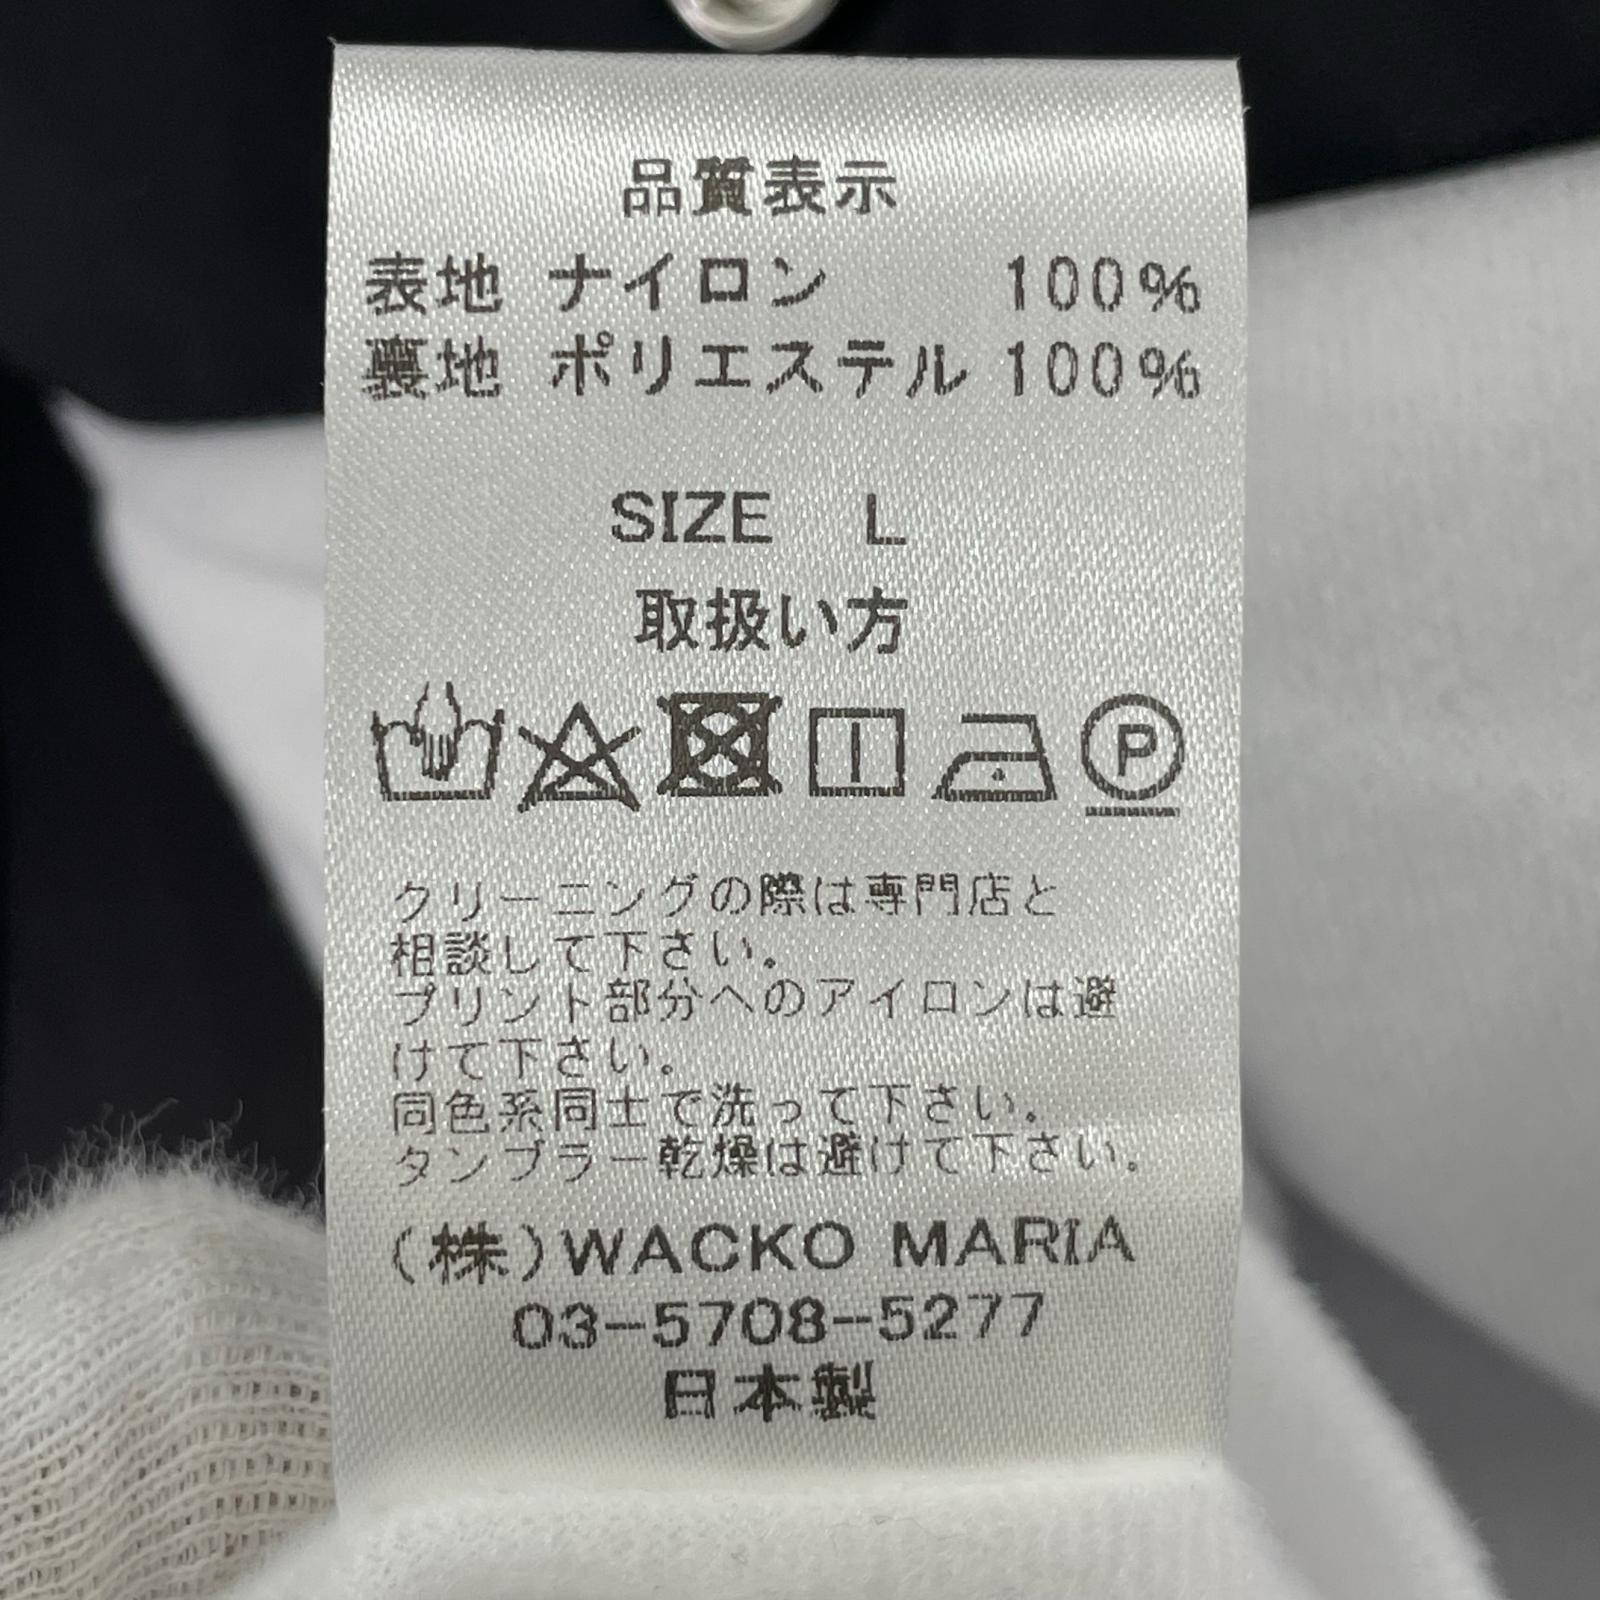 品質表示
表地 ナイロン 100%
裏地 ポリエステル 100%
SIZE L
取扱い方
P
クリーニングの際は専門店と
相談して下さい。
プリント部分へのアイロンは避
けて下さい。
同色系同士で洗って下さい。
タンブラー乾燥は避けて下さい。
(株)WACKO MARIA
03-5708-5277
日本製